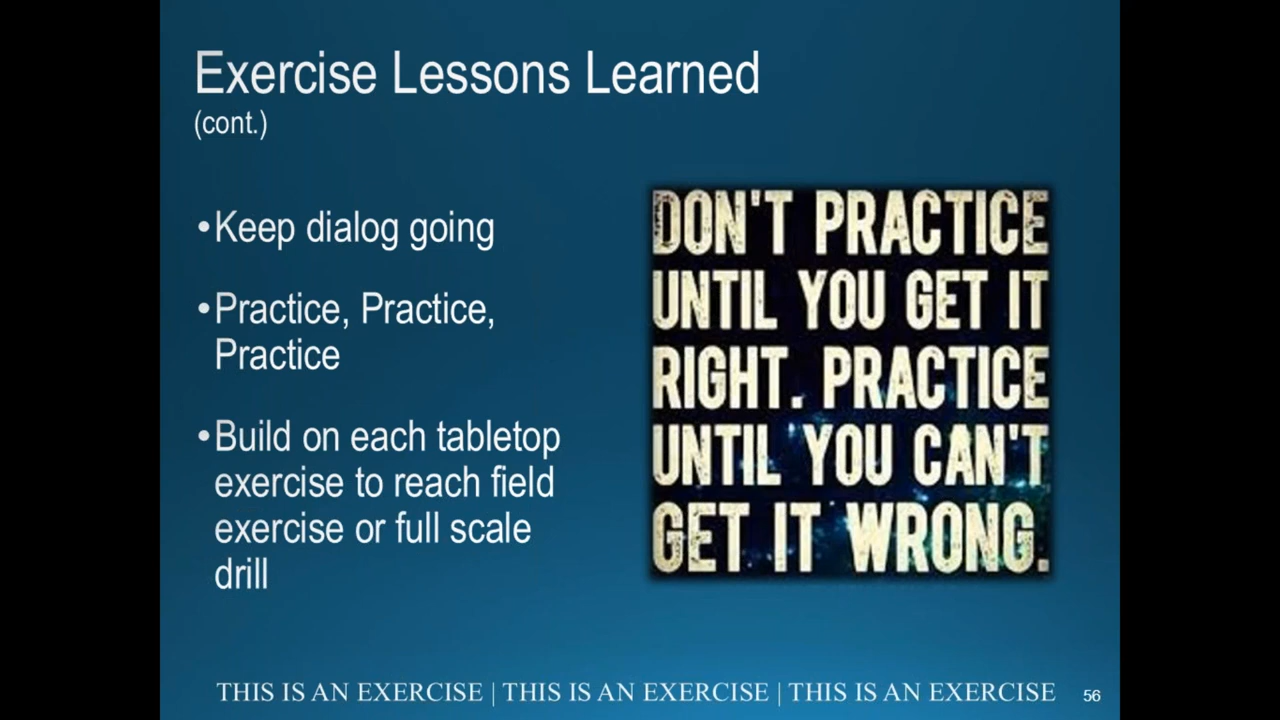 Exercise Lessons Learned
(cont.)
•Keep dialog going
•Practice, Practice,
Practice
•Build on each tabletop
exercise to reach field
exercise or full scale
drill
DON'T PRACTICE
UNTIL YOU GET IT
RIGHT. PRACTICE
UNTIL YOU CAN'T
GET IT WRONG.
THIS IS AN EXERCISE | THIS IS AN EXERCISE | THIS IS AN EXERCISE
56